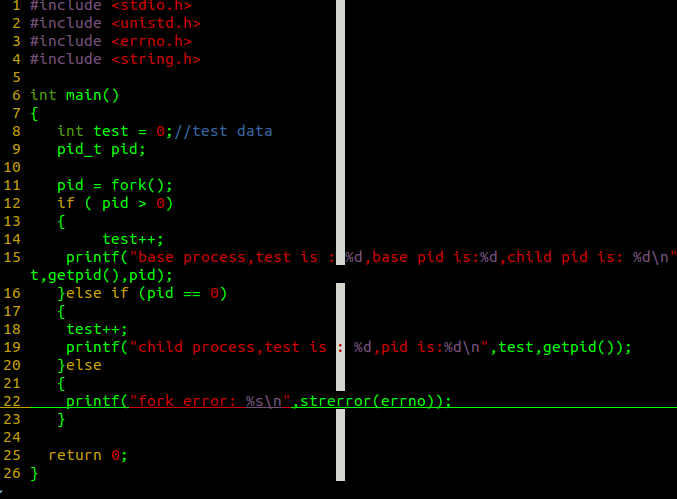 1 #include <stdio.h>
2 #include <unistd.h>
3 #include <errno.h>
4 #include <string.h>
5
6 int main()
7 {
8 int test = 0;//test data
9 pid_t pid;
10
11 pid = fork();
12 if ( pid > 0)
13 {
14 test++;
15 printf("base process,test is : %d,base pid is:%d,child pid is: %d\n"
t,getpid(),pid);
16 }else if (pid == 0)
17 {
18 test++;
19 printf("child process,test is : %d,pid is:%d\n",test,getpid());
20 }else
21 {
22 printf("fork error: %s\n",strerror(errno));
23 }
24
25 return 0;
26 }